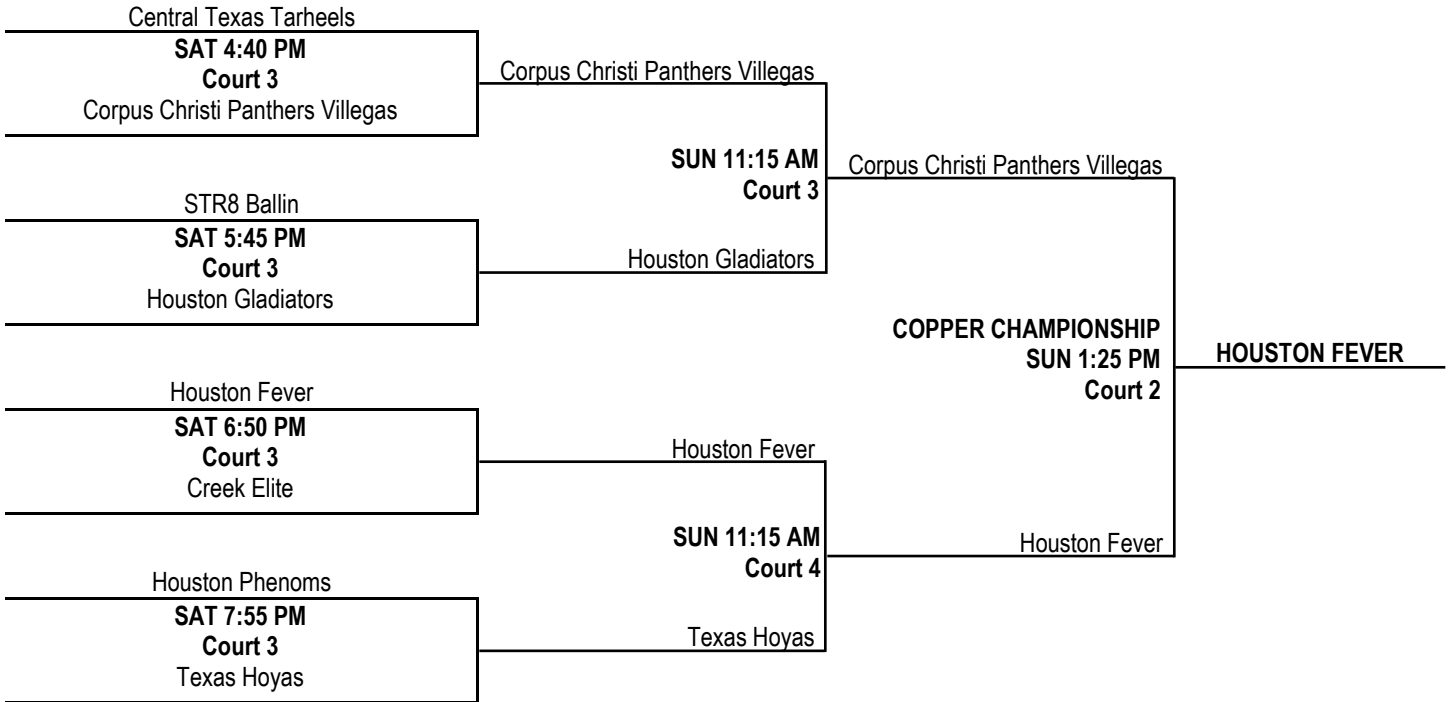 Central Texas Tarheels
SAT 4:40 PM
Court 3
Corpus Christi Panthers Villegas
STR8 Ballin
SAT 5:45 PM
Court 3
Houston Gladiators
Houston Fever
SAT 6:50 PM
Court 3
Creek Elite
Houston Phenoms
SAT 7:55 PM
Court 3
Texas Hoyas
Corpus Christi Panthers Villegas
SUN 11:15 AM
Court 3
Houston Gladiators
Houston Fever
SUN 11:15 AM
Court 4
Texas Hoyas
Corpus Christi Panthers Villegas
COPPER CHAMPIONSHIP
SUN 1:25 PM
Court 2
Houston Fever
HOUSTON FEVER